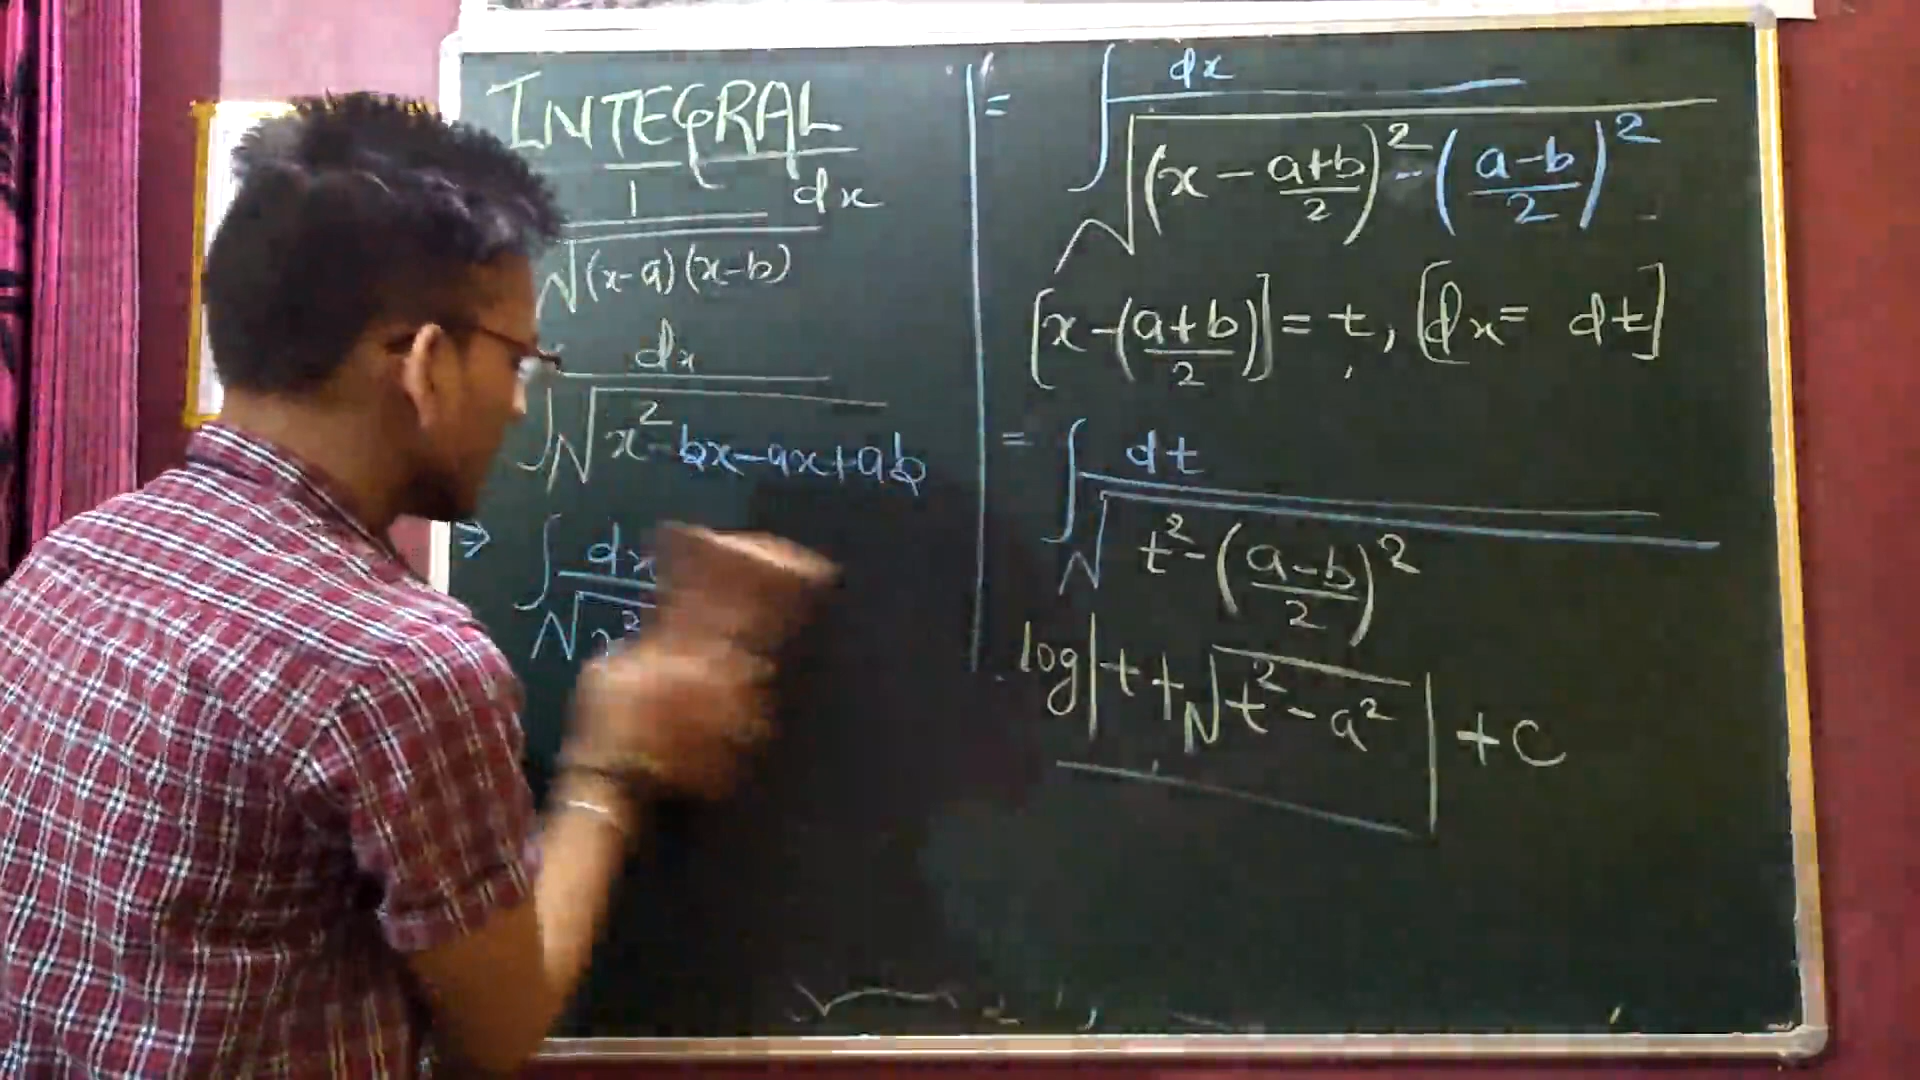 INTEGRAL
1 dx
√(x-a)(x-b)
dx
∫√x²-bx-ax+ab
⇒ ∫dx
√x²
= ∫ dx
√(x - a+b/2)² - (a-b/2)²
[x-(a+b/2)] = t, [dx = dt]
= ∫ dt
√t² - (a-b/2)²
log|t+√t²-a²| + c